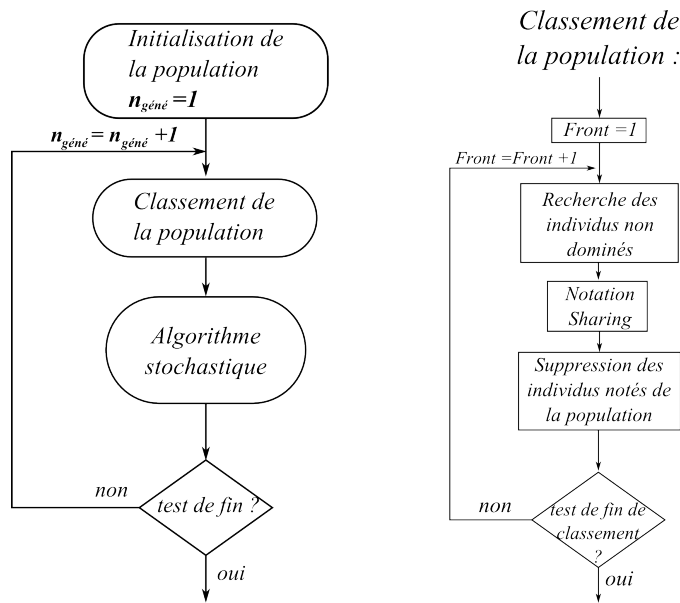 Initialisation de
la population
n_géné =1
n_géné = n_géné +1
Classement de
la population
Algorithme
stochastique
test de fin ?
non
oui
Classement de
la population :
Front =1
Front =Front +1
Recherche des
individus non
dominés
Notation
Sharing
Suppression des
individus notés de
la population
test de fin de
classement
?
non
oui